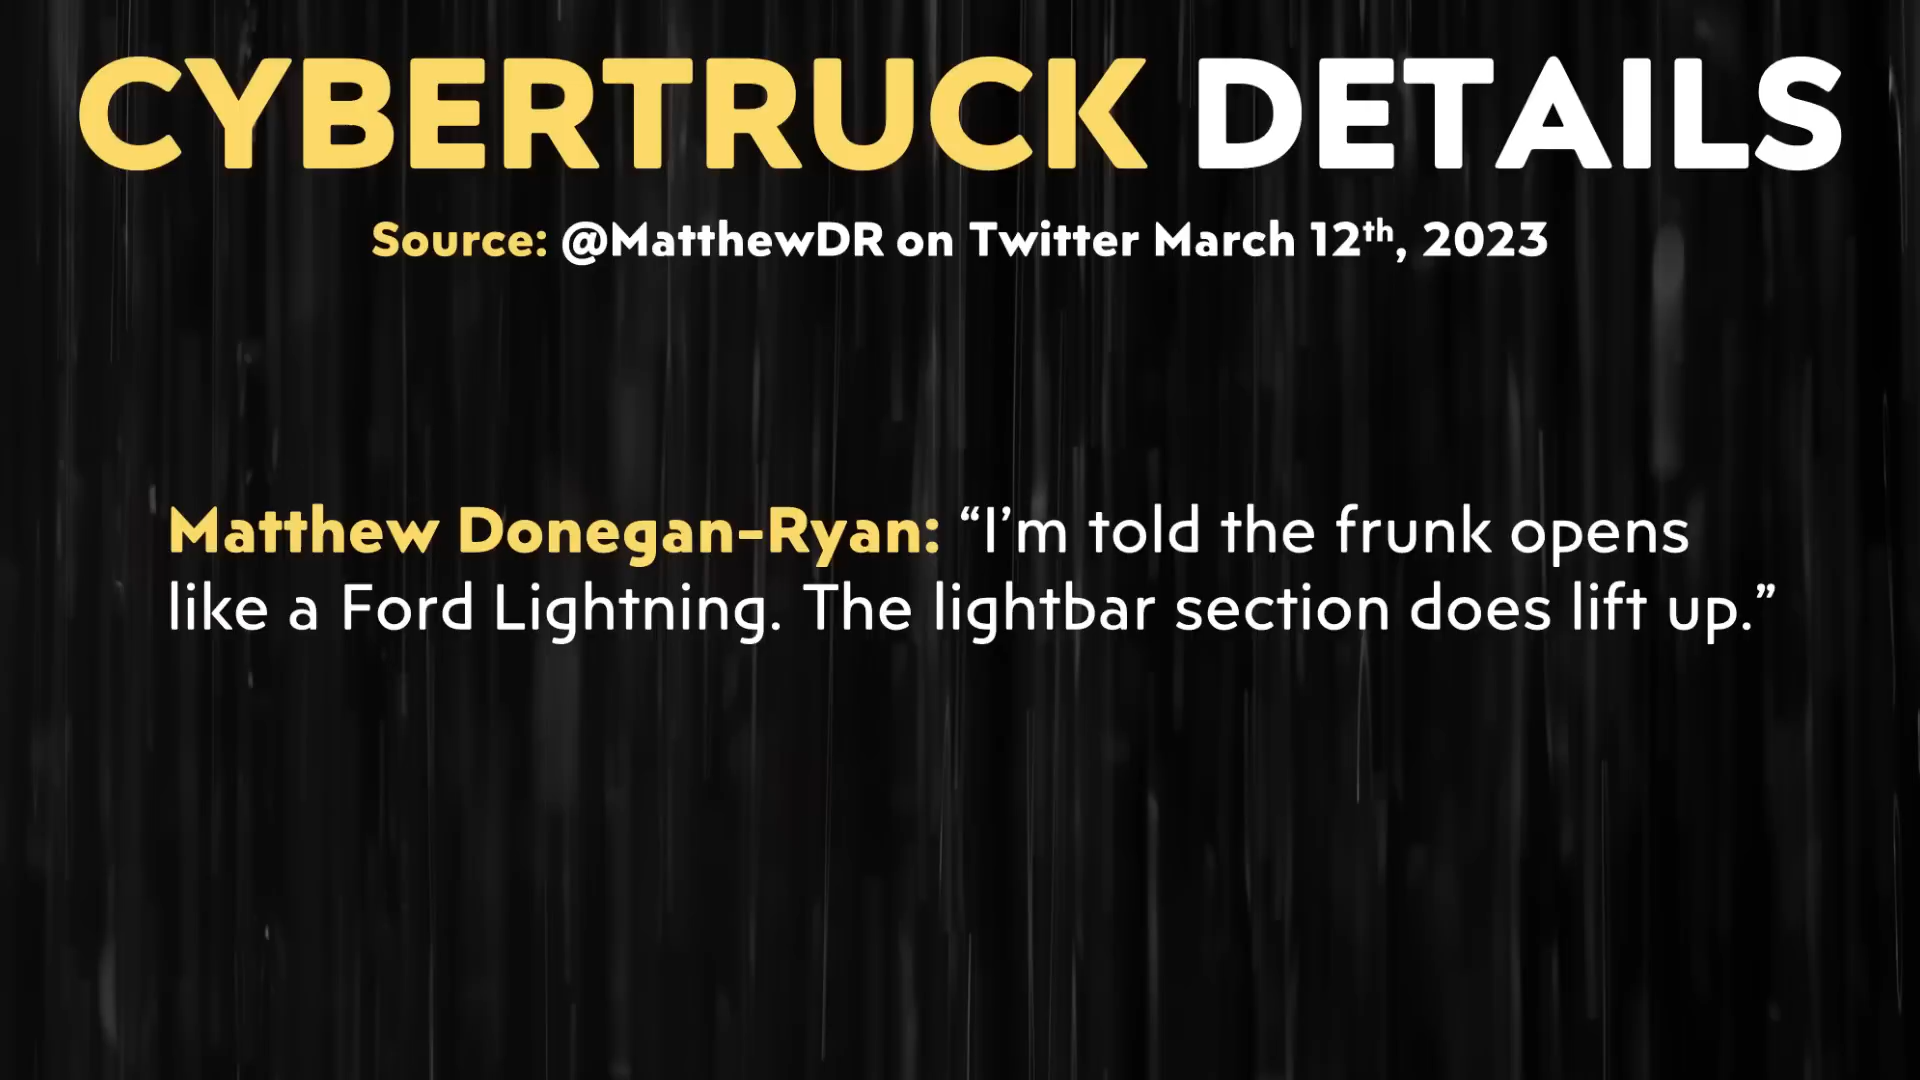 CYBERTRUCK DETAILS
Source: @MatthewDR on Twitter March 12th, 2023
Matthew Donegan-Ryan: “I’m told the frunk opens
like a Ford Lightning. The lightbar section does lift up.”